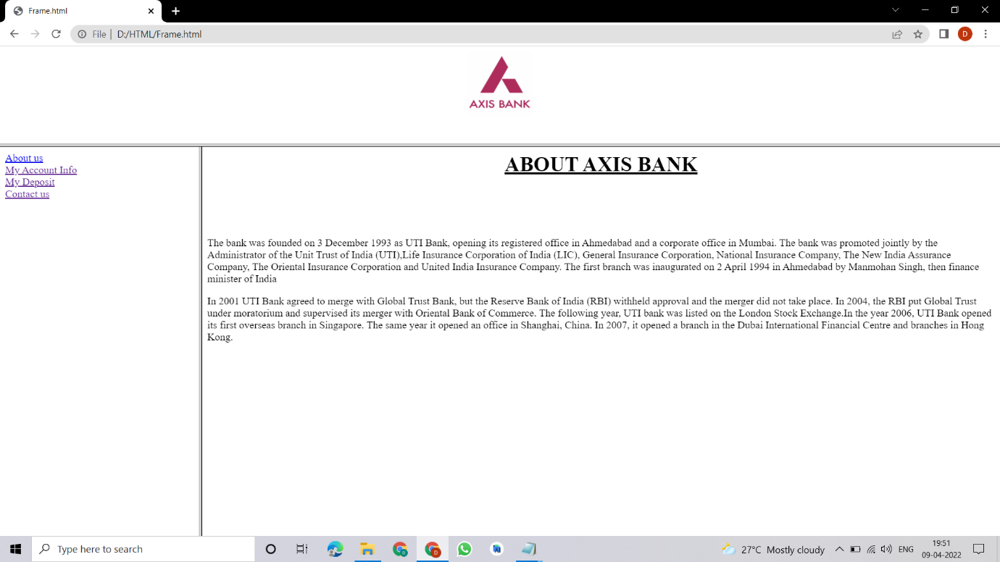 Frame.html
File | D:/HTML/Frame.html
D
AXIS BANK
About us
My Account Info
My Deposit
Contact us
ABOUT AXIS BANK
The bank was founded on 3 December 1993 as UTI Bank, opening its registered office in Ahmedabad and a corporate office in Mumbai. The bank was promoted jointly by the
Administrator of the Unit Trust of India (UTI),Life Insurance Corporation of India (LIC), General Insurance Corporation, National Insurance Company, The New India Assurance
Company, The Oriental Insurance Corporation and United India Insurance Company. The first branch was inaugurated on 2 April 1994 in Ahmedabad by Manmohan Singh, then finance
minister of India
In 2001 UTI Bank agreed to merge with Global Trust Bank, but the Reserve Bank of India (RBI) withheld approval and the merger did not take place. In 2004, the RBI put Global Trust
under moratorium and supervised its merger with Oriental Bank of Commerce. The following year, UTI bank was listed on the London Stock Exchange.In the year 2006, UTI Bank opened
its first overseas branch in Singapore. The same year it opened an office in Shanghai, China. In 2007, it opened a branch in the Dubai International Financial Centre and branches in Hong
Kong.
Type here to search
27°C Mostly cloudy
ENG
19:51
09-04-2022